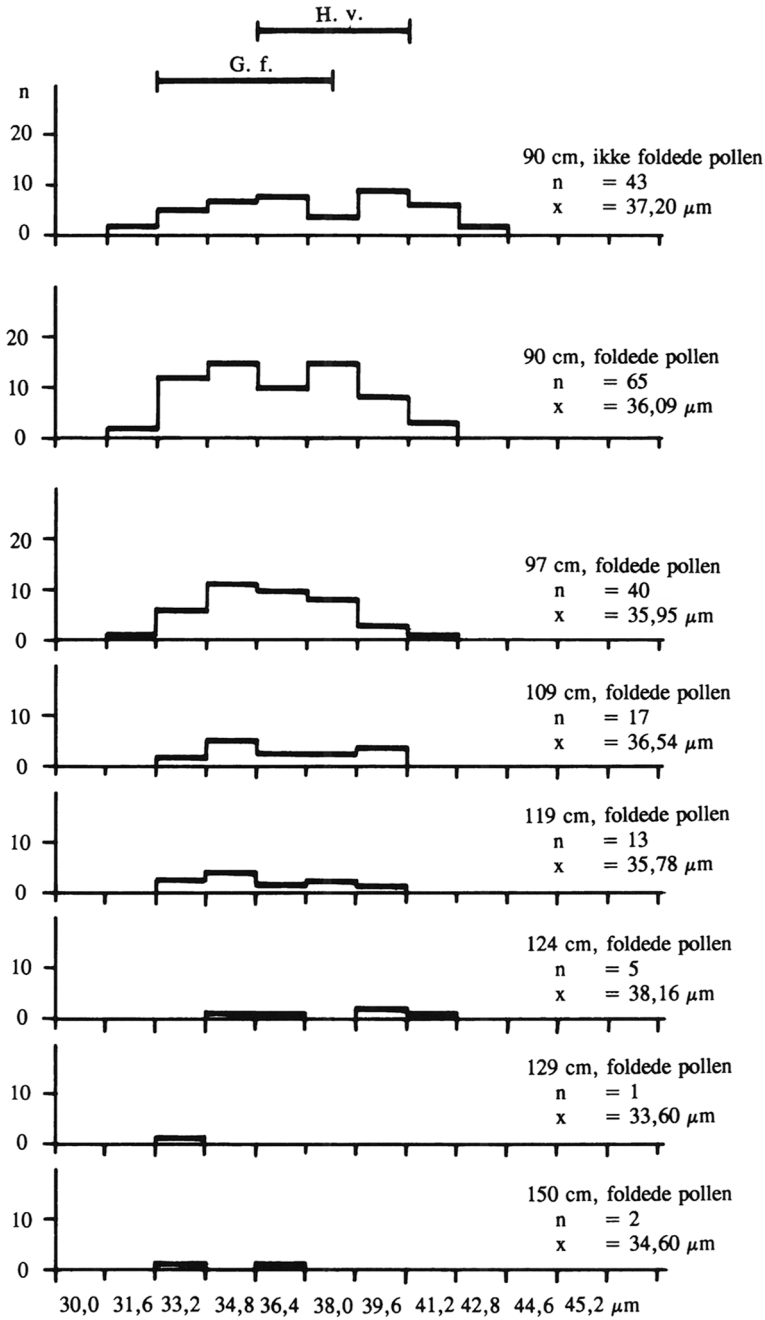 H. v.
G. f.
n
20
10
0
90 cm, ikke foldede pollen
n = 43
x = 37,20 μm
20
10
0
90 cm, foldede pollen
n = 65
x = 36,09 μm
20
10
0
97 cm, foldede pollen
n = 40
x = 35,95 μm
10
0
109 cm, foldede pollen
n = 17
x = 36,54 μm
10
0
119 cm, foldede pollen
n = 13
x = 35,78 μm
10
0
124 cm, foldede pollen
n = 5
x = 38,16 μm
10
0
129 cm, foldede pollen
n = 1
x = 33,60 μm
10
0
150 cm, foldede pollen
n = 2
x = 34,60 μm
30,0 31,6 33,2 34,8 36,4 38,0 39,6 41,2 42,8 44,6 45,2 μm